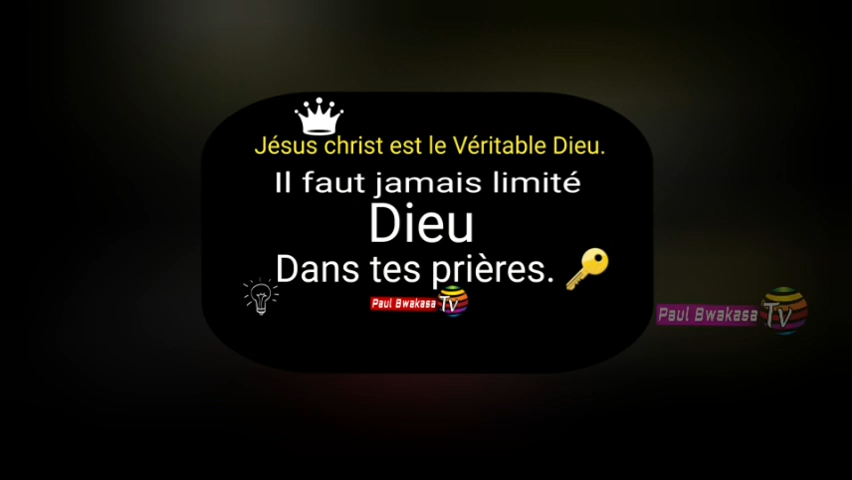 Jésus christ est le Véritable Dieu.
Il faut jamais limité
Dieu
Dans tes prières.
Paul Bwakasa TV
Paul Bwakasa TV